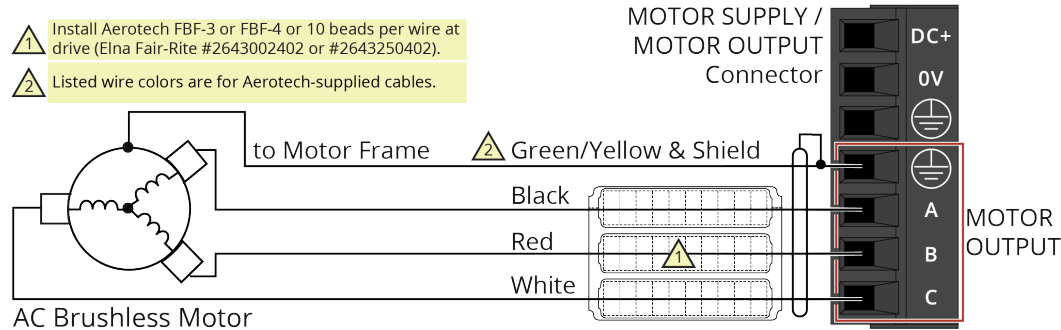 1
Install Aerotech FBF-3 or FBF-4 or 10 beads per wire at
drive (Elna Fair-Rite #2643002402 or #2643250402).
2
Listed wire colors are for Aerotech-supplied cables.
MOTOR SUPPLY /
MOTOR OUTPUT
Connector
DC+
0V
to Motor Frame
2
Green/Yellow & Shield
Black
A
Red
1
B
White
C
MOTOR
OUTPUT
AC Brushless Motor